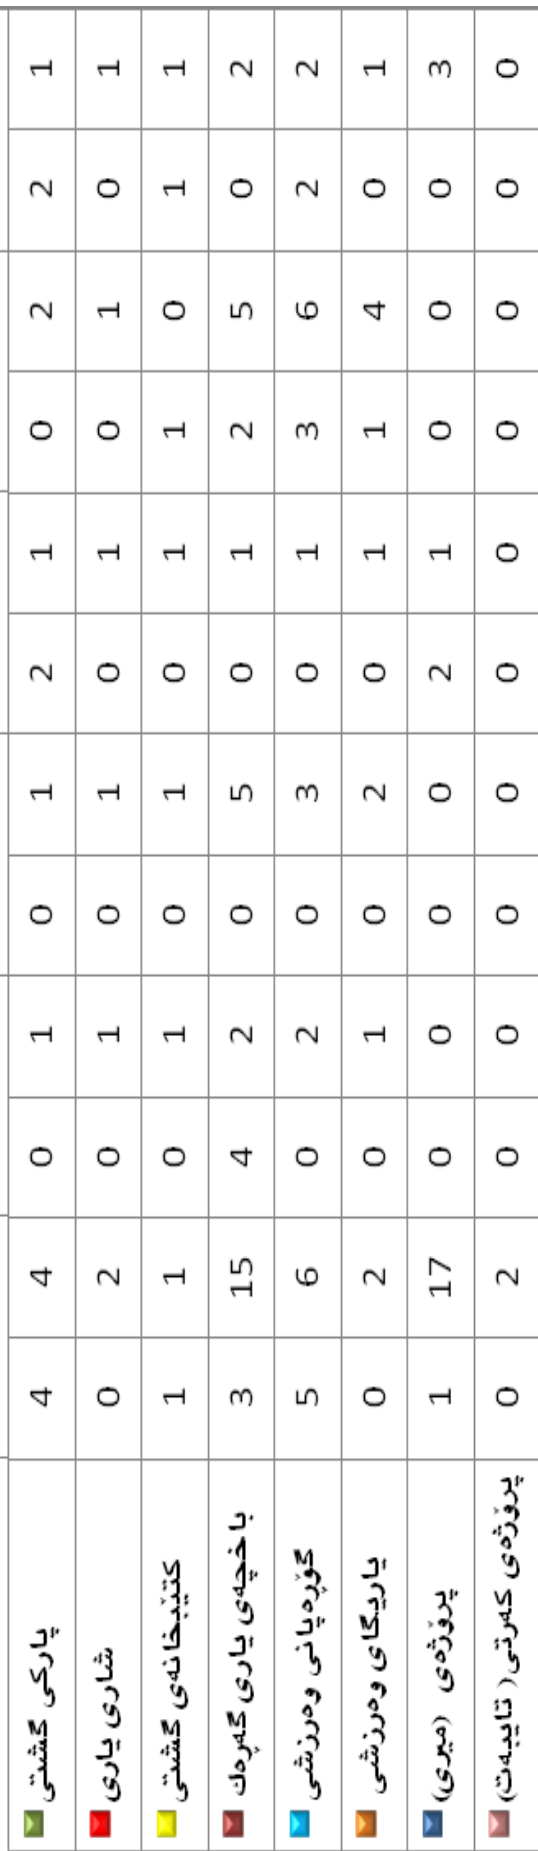 پارکی گشتی 4 4 0 1 0 1 2 1 0 2 2 1
شاری یاری 0 2 0 1 0 1 0 1 0 1 0 1
کتێبخانەی گشتی 1 1 0 1 0 1 0 1 1 0 1 1
باخچەی یاری گەڕەك 3 15 4 2 0 5 0 1 2 5 0 2
گۆڕەپانی وەرزشی 5 6 0 2 0 3 0 1 3 6 2 2
یاریگای وەرزشی 0 2 0 1 0 2 0 1 1 4 0 1
پرۆژەی (میری) 1 17 0 0 0 0 2 1 0 0 0 3
پرۆژەی کەرتی( تایبەت) 0 2 0 0 0 0 0 0 0 0 0 0